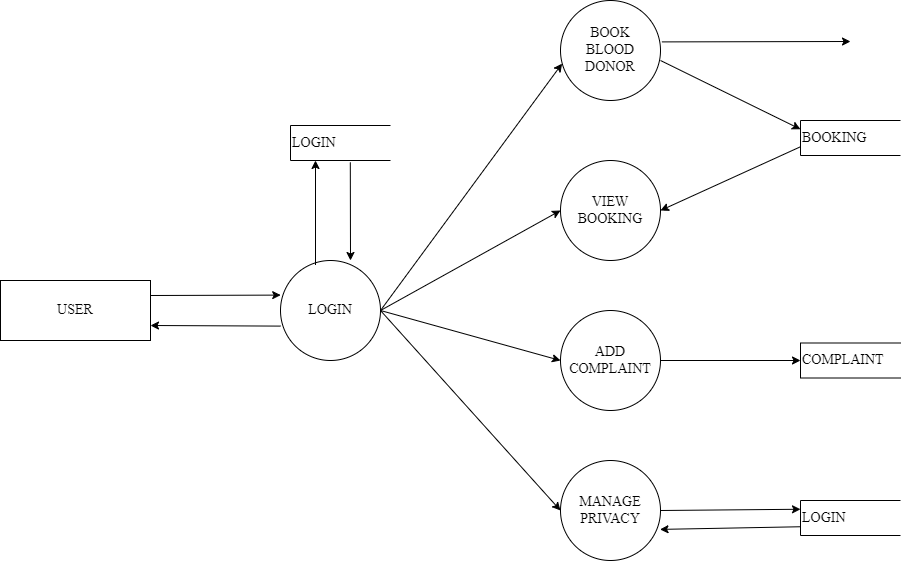 BOOK
BLOOD
DONOR
BOOKING
LOGIN
VIEW
BOOKING
USER
LOGIN
ADD
COMPLAINT
COMPLAINT
MANAGE
PRIVACY
LOGIN